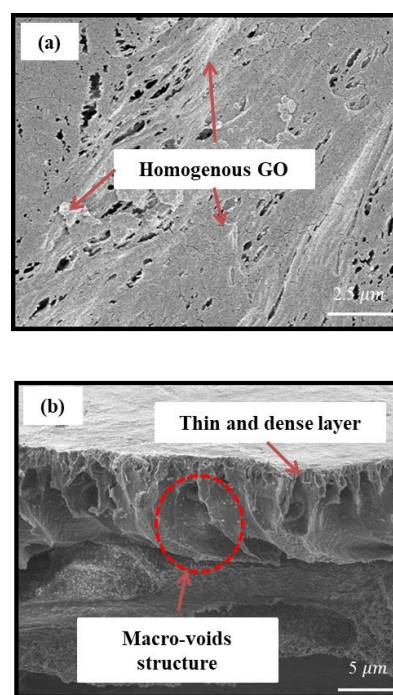 (a)
Homogenous GO
2.5 µm
(b)
Thin and dense layer
Macro-voids
structure
5 µm